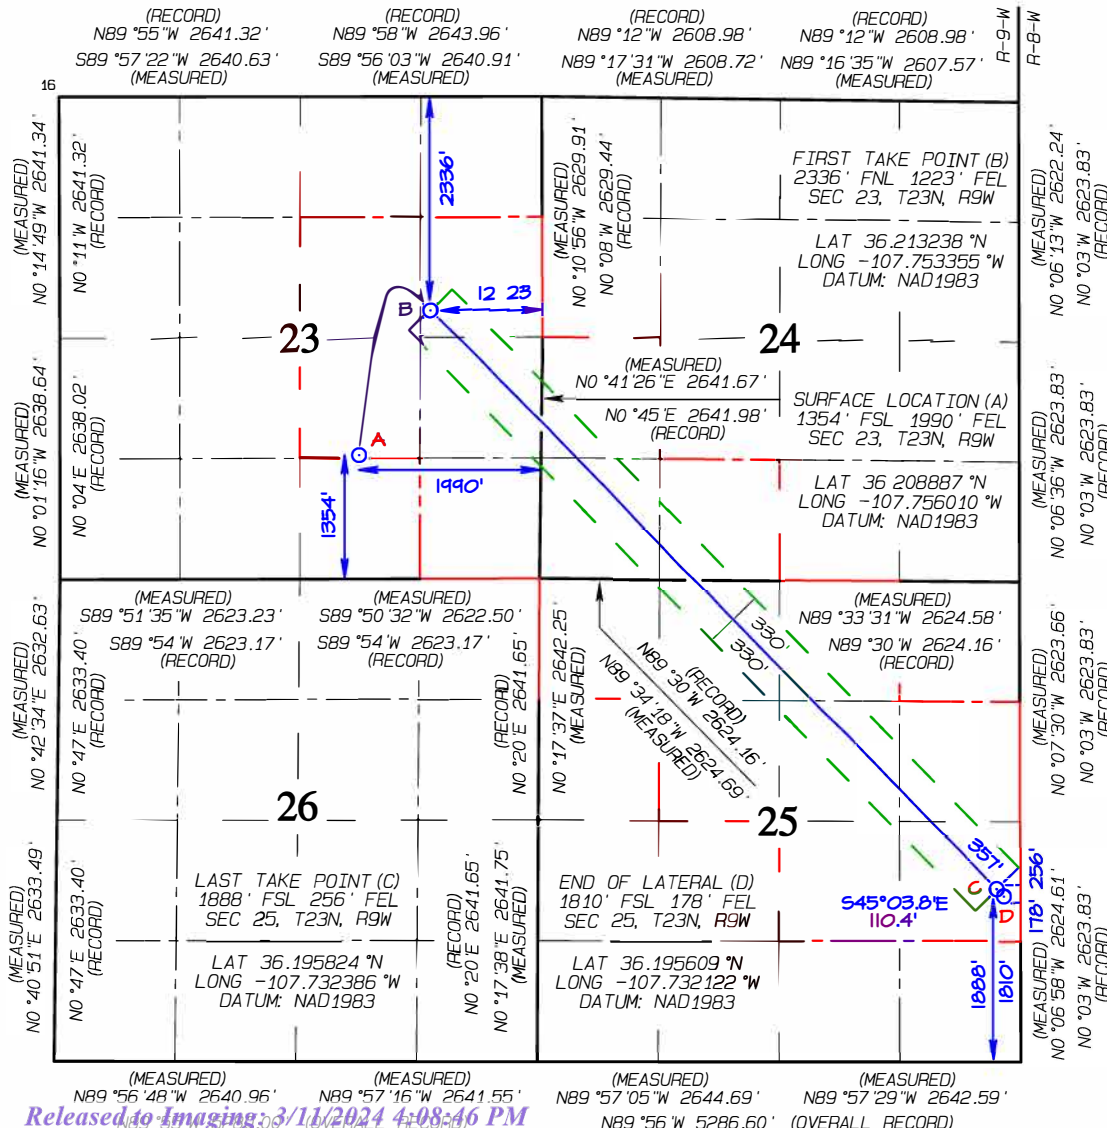 (RECORD)
N89°55"W 2641.32'
S89°57'22"W 2640.63'
(MEASURED)
(RECORD)
N89°58"W 2643.96'
S89°56'03"W 2640.91'
(MEASURED)
(RECORD)
N89°12"W 2608.98'
N89°17'31"W 2608.72'
(MEASURED)
(RECORD)
N89°12"W 2608.98'
N89°16'35"W 2607.57'
(MEASURED)
R-9-W
R-8-W
16
(MEASURED)
N0°14'49"W 2641.34'
N0°11'W 2641.32'
(RECORD)
2336'
(MEASURED)
N0°10'56"W 2629.91'
N0°08'W 2629.44'
(RECORD)
FIRST TAKE POINT (B)
2336' FNL 1223' FEL
SEC 23, T23N, R9W
LAT 36.213238°N
LONG -107.753355°W
DATUM: NAD1983
(MEASURED)
N0°06'13"W 2622.24'
N0°03'W 2623.83'
(RECORD)
B
12 23
23
24
(MEASURED)
N0°41'26"E 2641.67'
N0°45'E 2641.98'
(RECORD)
SURFACE LOCATION (A)
1354' FSL 1990' FEL
SEC 23, T23N, R9W
LAT 36 208887°N
LONG -107.756010°W
DATUM: NAD1983
(MEASURED)
N0°01'16"W 2638.64'
N0°04'E 2638.02'
(RECORD)
A
1990'
1354'
(MEASURED)
N0°06'36"W 2623.83'
N0°03'W 2623.83'
(RECORD)
(MEASURED)
S89°51'35"W 2623.23'
S89°54'W 2623.17'
(RECORD)
(MEASURED)
S89°50'32"W 2622.50'
S89°54'W 2623.17'
(RECORD)
(MEASURED)
N89°33'31"W 2624.58'
N89°30'W 2624.16'
(RECORD)
(MEASURED)
N0°42'34"E 2632.63'
N0°47'E 2633.40'
(RECORD)
(RECORD)
N0°20'E 2641.65'
N0°17'37"E 2642.25'
(MEASURED)
330'
330'
(RECORD)
N89°30'W 2624.16'
N89°34'18"W 2624.69'
(MEASURED)
(MEASURED)
N0°07'30"W 2623.66'
N0°03'W 2623.83'
(RECORD)
26
25
(MEASURED)
N0°40'51"E 2633.49'
N0°47'E 2633.40'
(RECORD)
LAST TAKE POINT (C)
1888' FSL 256' FEL
SEC 25, T23N, R9W
LAT 36.195824°N
LONG -107.732386°W
DATUM: NAD1983
(RECORD)
N0°20'E 2641.65'
N0°17'38"E 2641.75'
(MEASURED)
END OF LATERAL (D)
1810' FSL 178' FEL
SEC 25, T23N, R9W
LAT 36.195609°N
LONG -107.732122°W
DATUM: NAD1983
S45°03.8'E
110.4'
357'
C
D
256'
178'
1888'
1810'
(MEASURED)
N0°06'58"W 2624.61'
N0°03'W 2623.83'
(RECORD)
(MEASURED)
N89°56'48"W 2640.96'
(MEASURED)
N89°57'16"W 2641.55'
(MEASURED)
N89°57'05"W 2644.69'
(MEASURED)
N89°57'29"W 2642.59'
Released to Imaging: 3/11/2024 4:08:46 PM
(OVERALL RECORD)
N89°56'W 5286.60' (OVERALL RECORD)